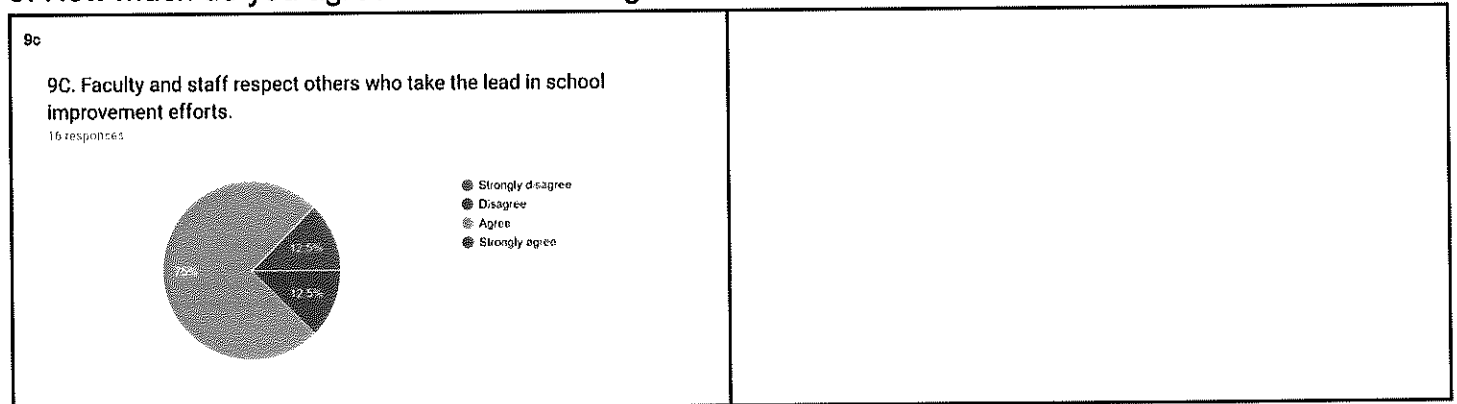 9c
9C. Faculty and staff respect others who take the lead in school
improvement efforts.
16 responses
Strongly disagree
Disagree
Agree
Strongly agree
12.5%
75%
12.5%